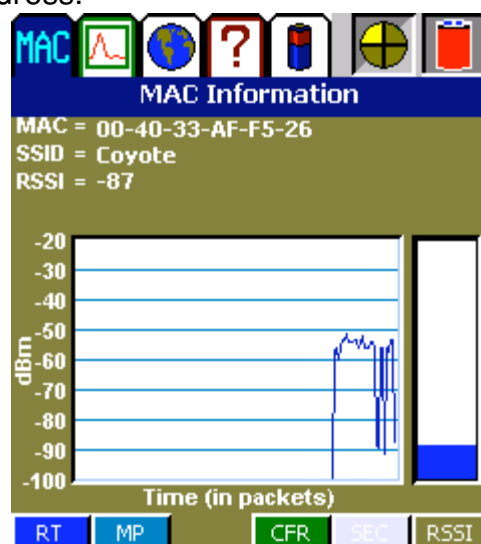 dress.
MAC ?
MAC Information
MAC = 00-40-33-AF-F5-26
SSID = Coyote
RSSI = -87
-20
-30
-40
-50
-60
-70
-80
-90
-100
dBm
Time (in packets)
RT MP CFR SEC RSSI